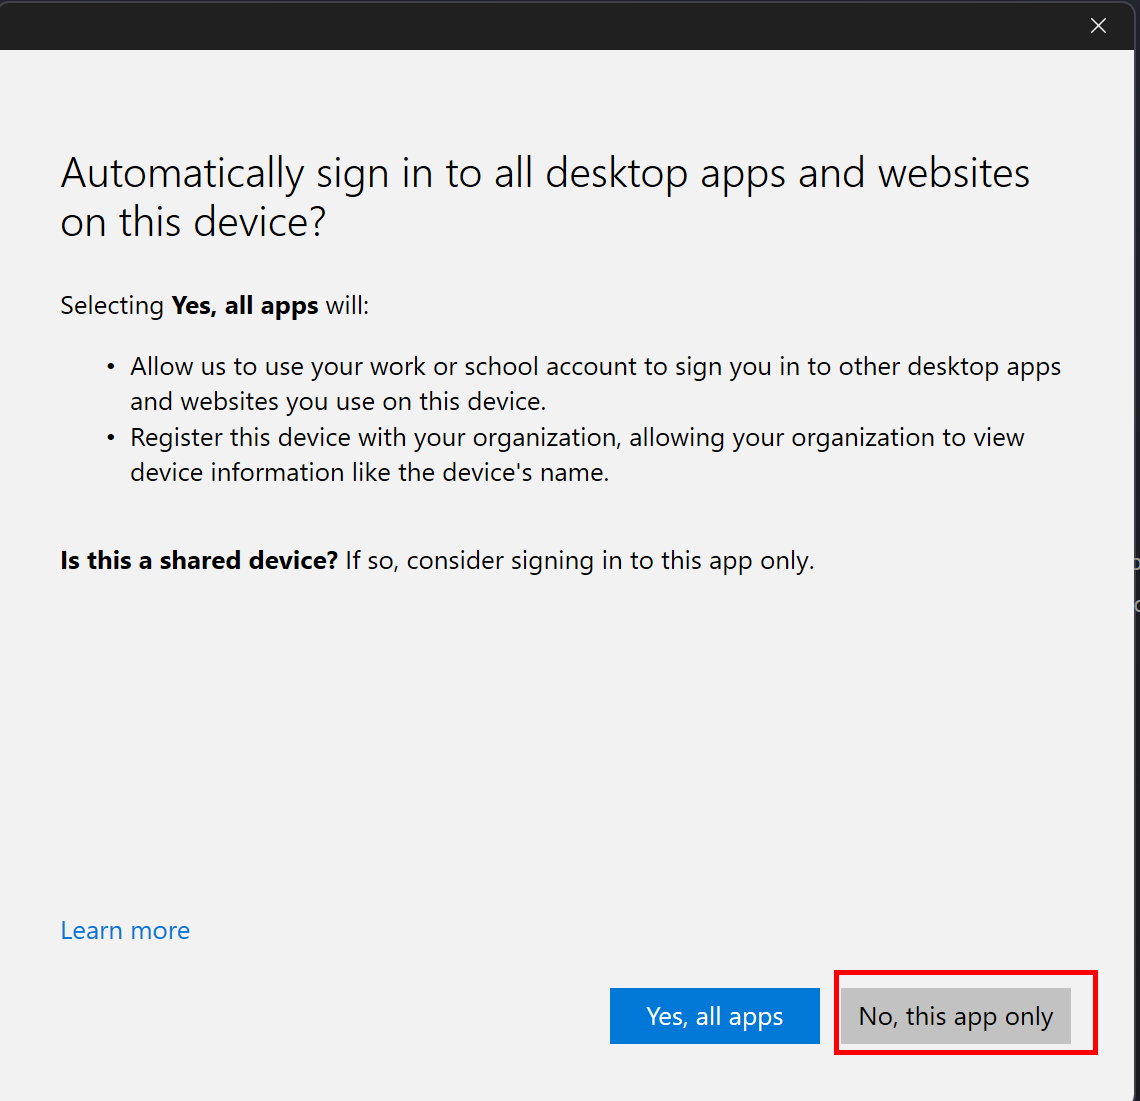 Automatically sign in to all desktop apps and websites
on this device?
Selecting Yes, all apps will:
• Allow us to use your work or school account to sign you in to other desktop apps
and websites you use on this device.
• Register this device with your organization, allowing your organization to view
device information like the device's name.
Is this a shared device? If so, consider signing in to this app only.
Learn more
Yes, all apps
No, this app only